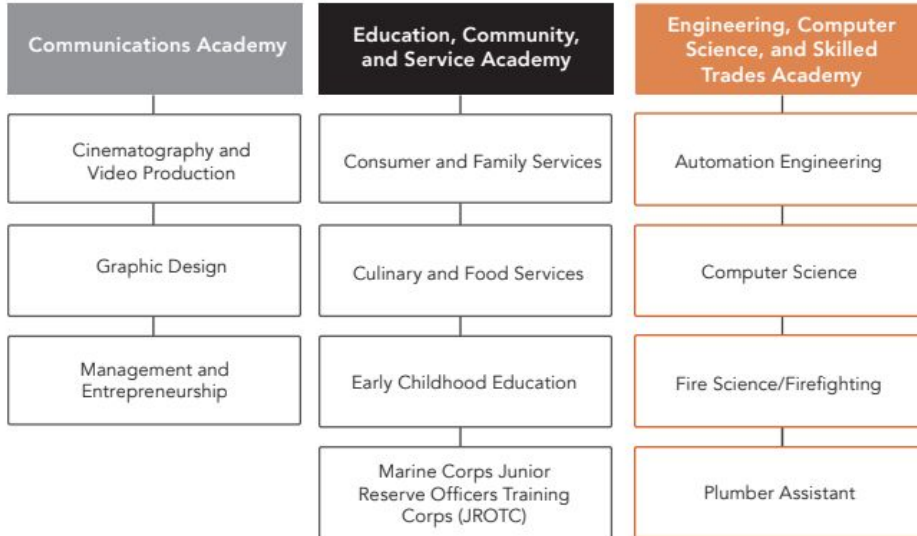 Communications Academy
Cinematography and
Video Production
Graphic Design
Management and
Entrepreneurship
Education, Community,
and Service Academy
Consumer and Family Services
Culinary and Food Services
Early Childhood Education
Marine Corps Junior
Reserve Officers Training
Corps (JROTC)
Engineering, Computer
Science, and Skilled
Trades Academy
Automation Engineering
Computer Science
Fire Science/Firefighting
Plumber Assistant